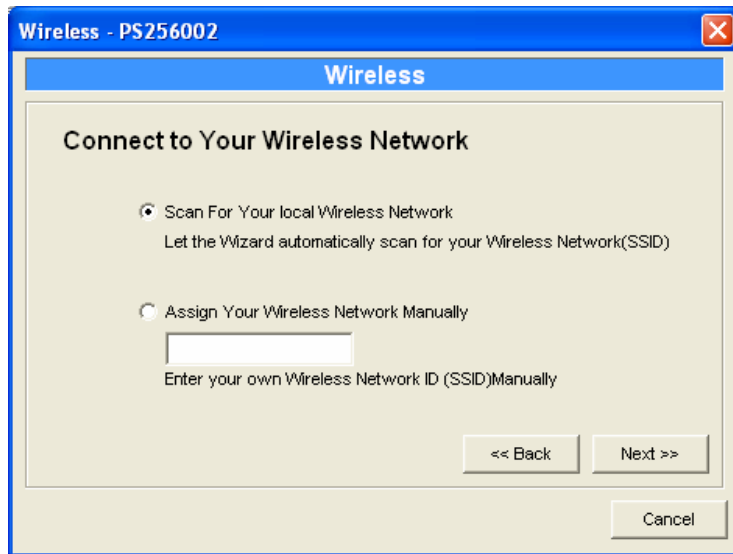 Wireless - PS256002
Wireless
Connect to Your Wireless Network
Scan For Your local Wireless Network
Let the Wizard automatically scan for your Wireless Network(SSID)
Assign Your Wireless Network Manually
Enter your own Wireless Network ID (SSID)Manually
<< Back
Next >>
Cancel